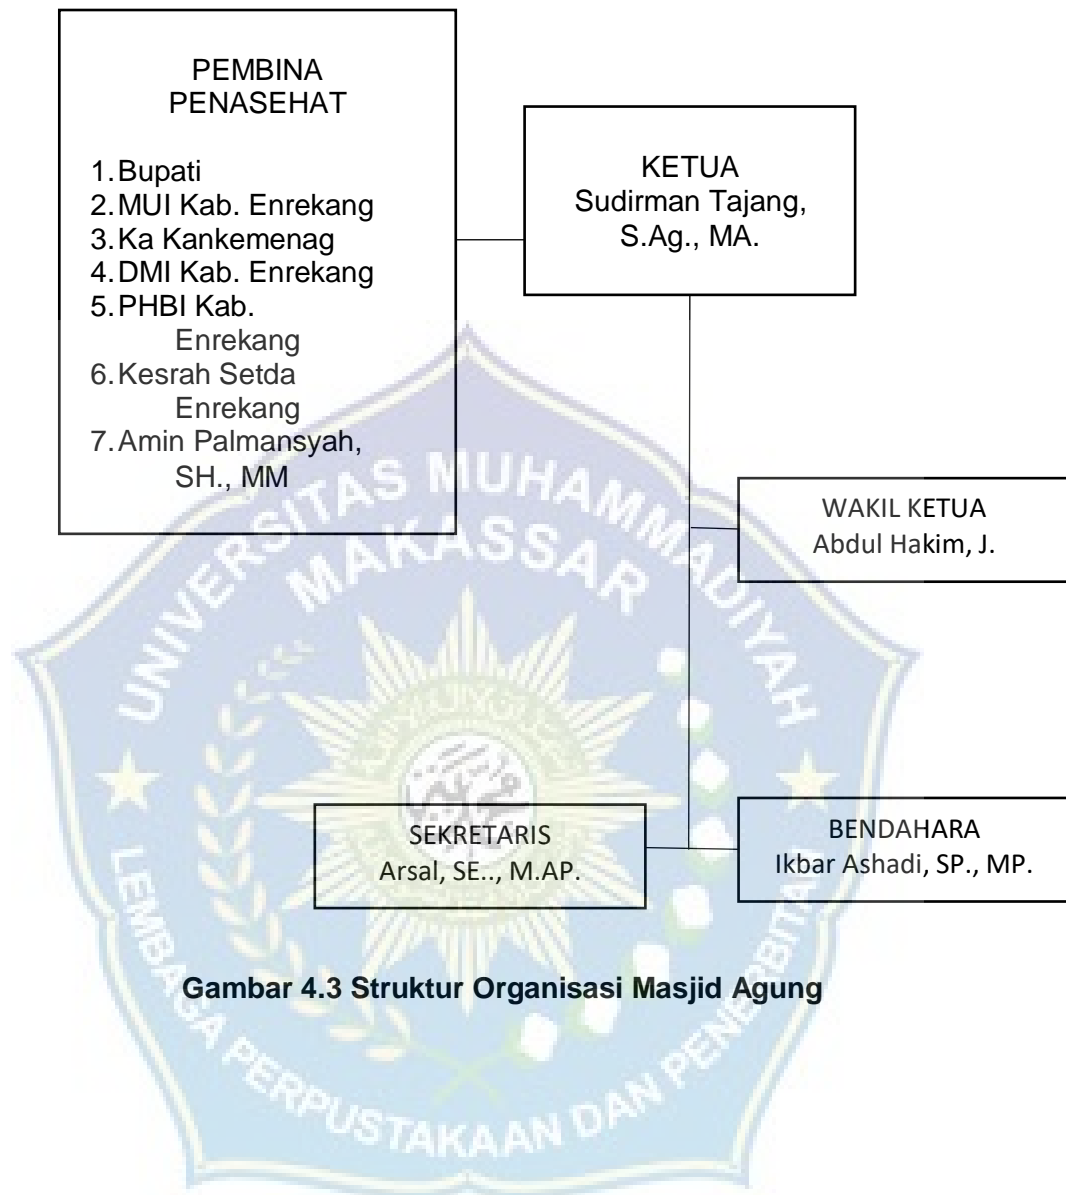 PEMBINA
PENASEHAT
1. Bupati
2. MUI Kab. Enrekang
3. Ka Kankemenag
4. DMI Kab. Enrekang
5. PHBI Kab.
Enrekang
6. Kesrah Setda
Enrekang
7. Amin Palmansyah,
SH., MM
KETUA
Sudirman Tajang,
S.Ag., MA.
WAKIL KETUA
Abdul Hakim, J.
SEKRETARIS
Arsal, SE.., M.AP.
BENDAHARA
Ikbar Ashadi, SP., MP.
Gambar 4.3 Struktur Organisasi Masjid Agung
UNIVERSITAS MUHAMMADIYAH
MAKASSAR
LEMBAGA PERPUSTAKAAN DAN PENERBITAN